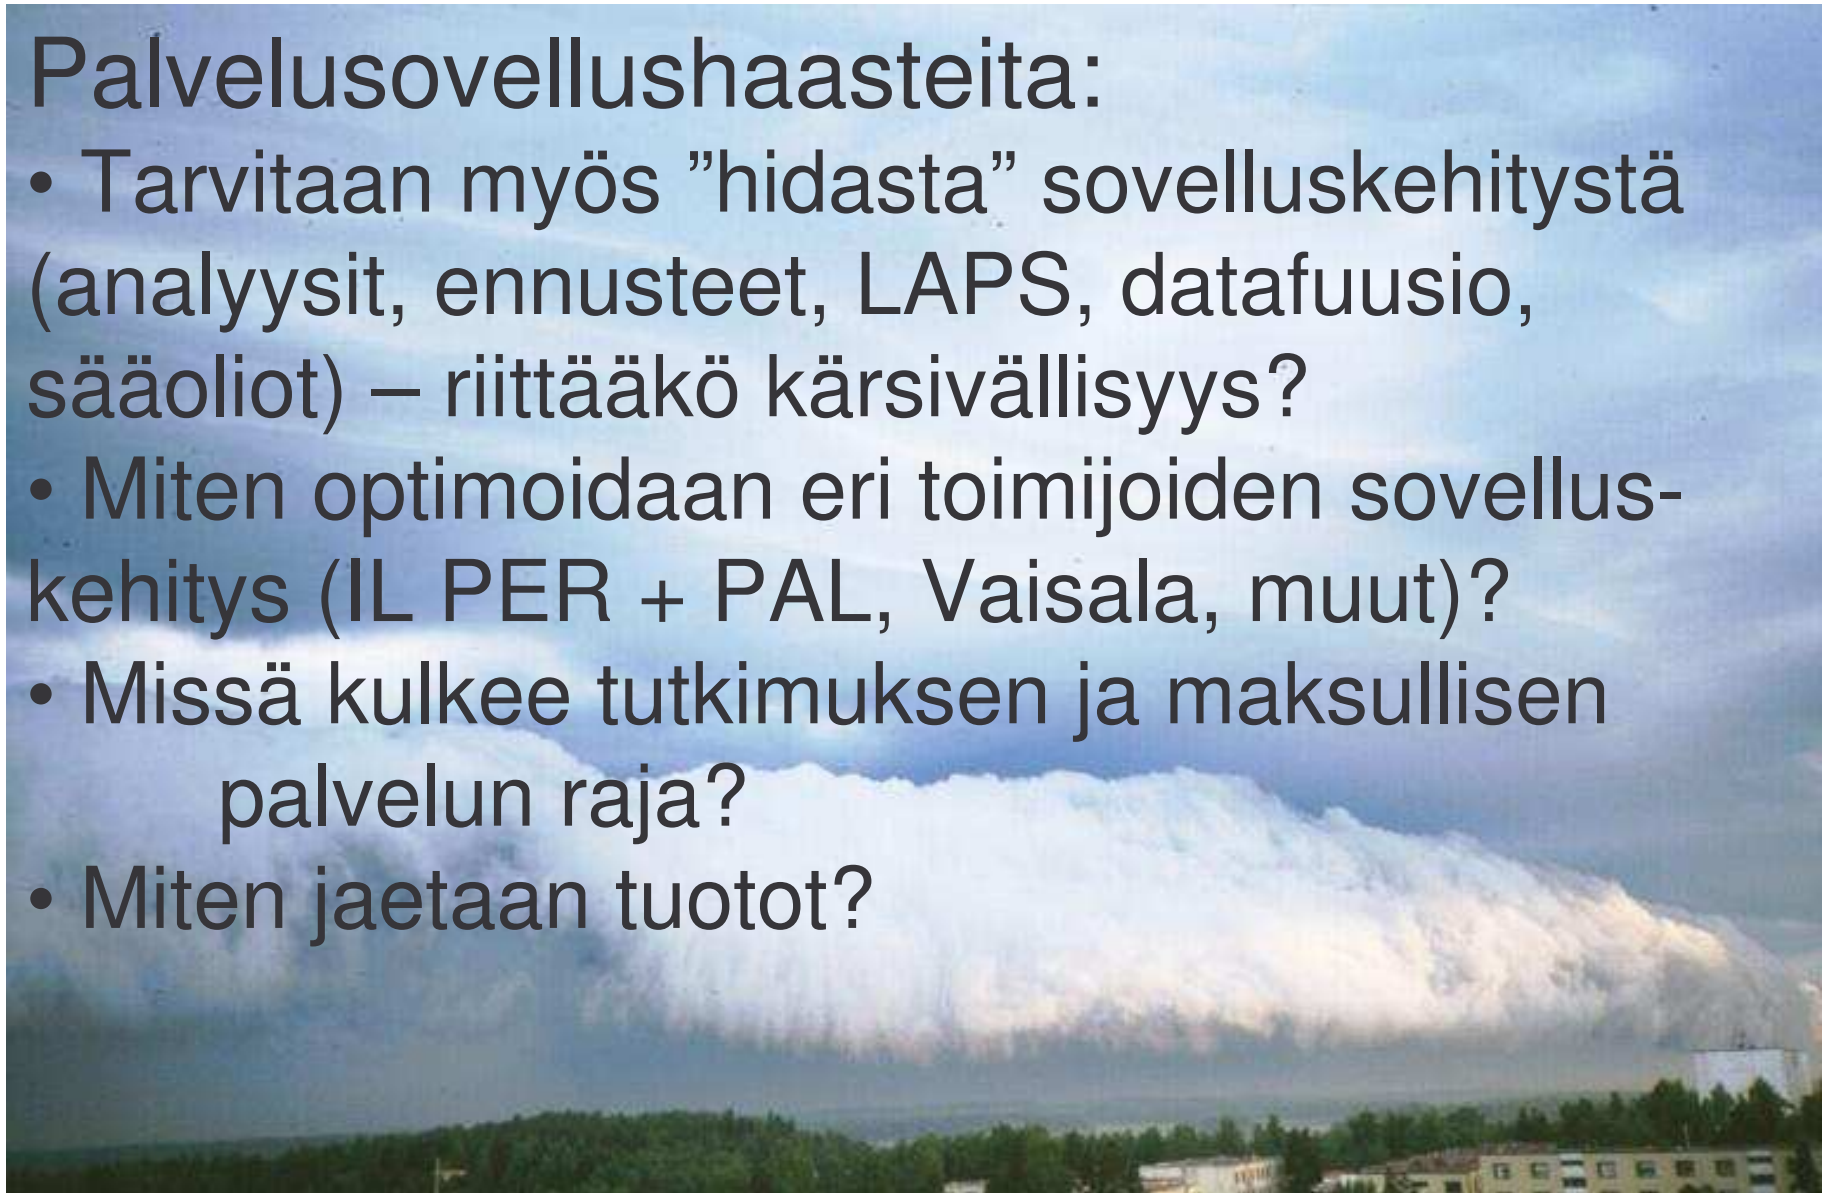 Palvelusovellushaasteita:
• Tarvitaan myös ”hidasta” sovelluskehitystä
(analyysit, ennusteet, LAPS, datafuusio,
sääoliot) – riittääkö kärsivällisyys?
• Miten optimoidaan eri toimijoiden sovellus-
kehitys (IL PER + PAL, Vaisala, muut)?
• Missä kulkee tutkimuksen ja maksullisen
palvelun raja?
• Miten jaetaan tuotot?